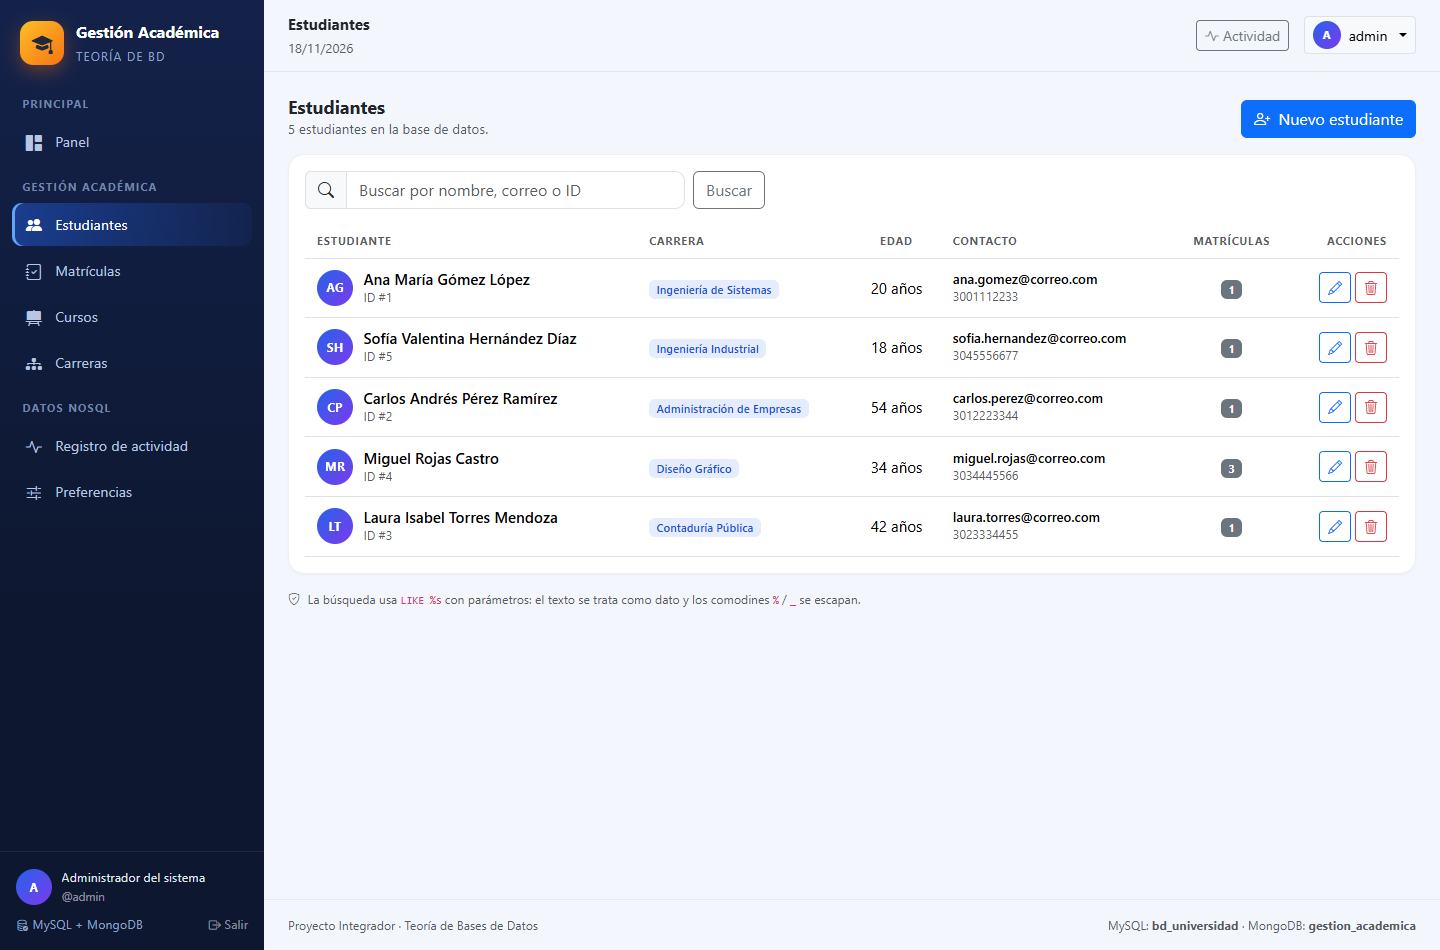 Gestión Académica
TEORÍA DE BD
PRINCIPAL
Panel
GESTIÓN ACADÉMICA
Estudiantes
Matrículas
Cursos
Carreras
DATOS NOSQL
Registro de actividad
Preferencias
A
Administrador del sistema
@admin
MySQL + MongoDB
Salir
Estudiantes
18/11/2026
Actividad
A admin
Estudiantes
5 estudiantes en la base de datos.
Nuevo estudiante
Buscar por nombre, correo o ID
Buscar
ESTUDIANTE CARRERA EDAD CONTACTO MATRÍCULAS ACCIONES
AG Ana María Gómez López Ingeniería de Sistemas 20 años ana.gomez@correo.com 1
ID #1 3001112233
SH Sofía Valentina Hernández Díaz Ingeniería Industrial 18 años sofia.hernandez@correo.com 1
ID #5 3045556677
CP Carlos Andrés Pérez Ramírez Administración de Empresas 54 años carlos.perez@correo.com 1
ID #2 3012223344
MR Miguel Rojas Castro Diseño Gráfico 34 años miguel.rojas@correo.com 3
ID #4 3034445566
LT Laura Isabel Torres Mendoza Contaduría Pública 42 años laura.torres@correo.com 1
ID #3 3023334455
La búsqueda usa LIKE %s con parámetros: el texto se trata como dato y los comodines % / _ se escapan.
Proyecto Integrador · Teoría de Bases de Datos
MySQL: bd_universidad · MongoDB: gestion_academica